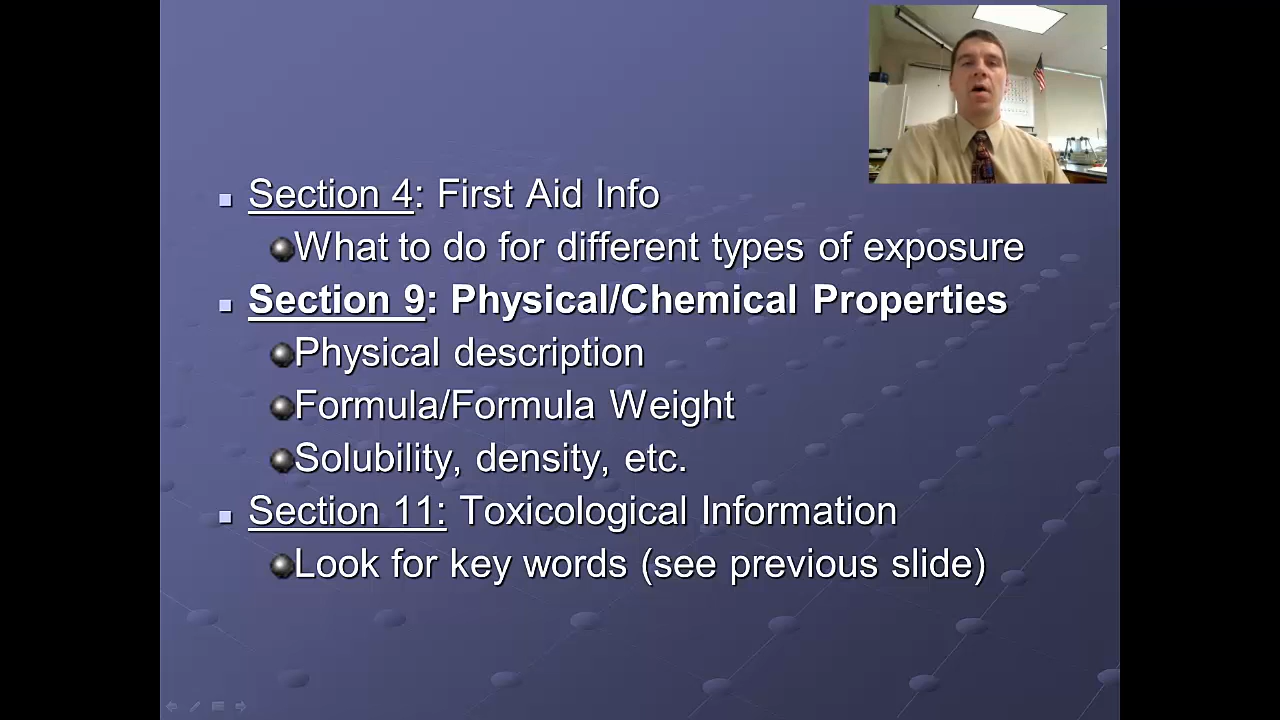 Section 4: First Aid Info
What to do for different types of exposure
Section 9: Physical/Chemical Properties
Physical description
Formula/Formula Weight
Solubility, density, etc.
Section 11: Toxicological Information
Look for key words (see previous slide)